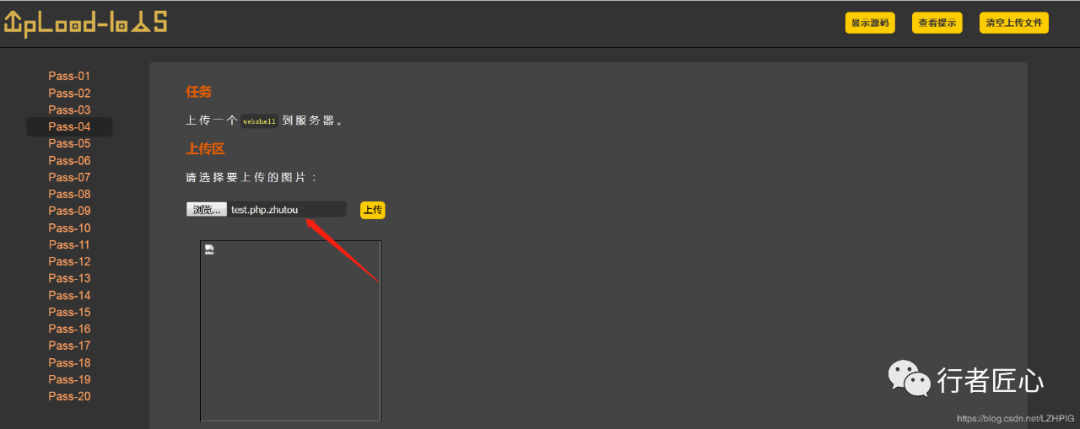 UpLoad-labs
显示源码 查看提示 清空上传文件
Pass-01
Pass-02
Pass-03
Pass-04
Pass-05
Pass-06
Pass-07
Pass-08
Pass-09
Pass-10
Pass-11
Pass-12
Pass-13
Pass-14
Pass-15
Pass-16
Pass-17
Pass-18
Pass-19
Pass-20
任务
上传一个 webshell 到服务器。
上传区
请选择要上传的图片：
浏览... test.php.zhutou 上传
行者匠心
https://blog.csdn.net/LZHPIG